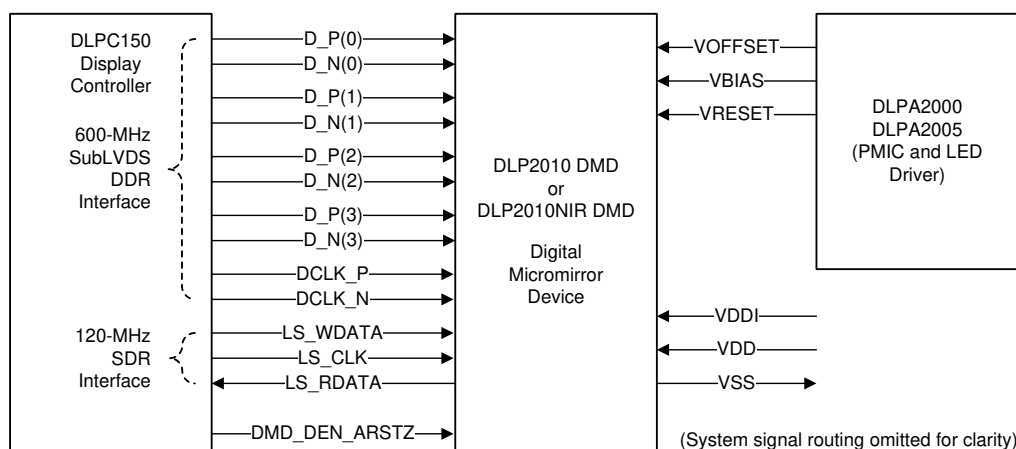 DLPC150
Display
Controller
600-MHz
SubLVDS
DDR
Interface
120-MHz
SDR
Interface
D_P(0)
D_N(0)
D_P(1)
D_N(1)
D_P(2)
D_N(2)
D_P(3)
D_N(3)
DCLK_P
DCLK_N
LS_WDATA
LS_CLK
LS_RDATA
DMD_DEN_ARSTZ
DLP2010 DMD
or
DLP2010NIR DMD
Digital
Micromirror
Device
VOFFSET
VBIAS
VRESET
VDDI
VDD
VSS
DLPA2000
DLPA2005
(PMIC and LED
Driver)
(System signal routing omitted for clarity)